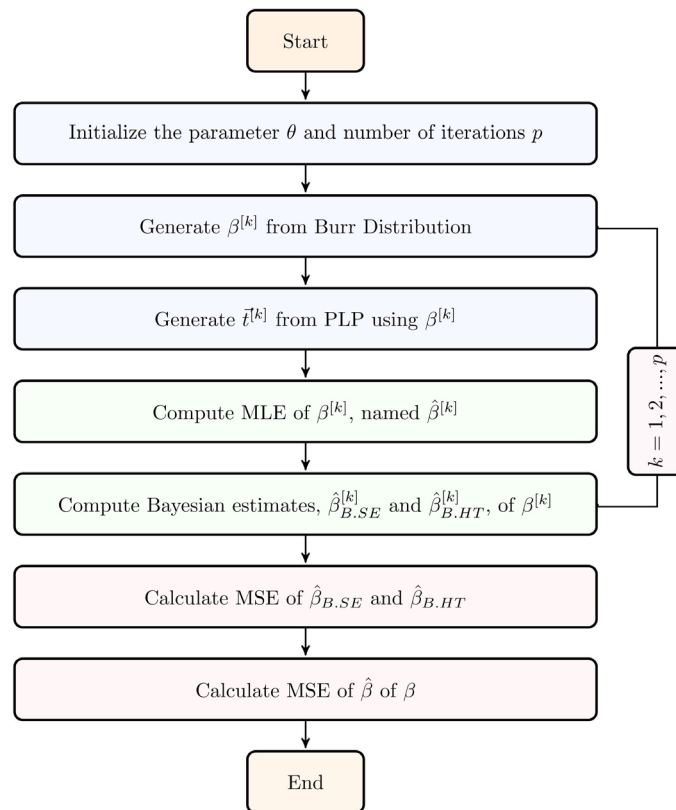 Start
Initialize the parameter θ and number of iterations p
Generate β^[k] from Burr Distribution
Generate t⃗^[k] from PLP using β^[k]
Compute MLE of β^[k], named β̂^[k]
k = 1, 2, ..., p
Compute Bayesian estimates, β̂^[k]_B.SE and β̂^[k]_B.HT, of β^[k]
Calculate MSE of β̂_B.SE and β̂_B.HT
Calculate MSE of β̂ of β
End